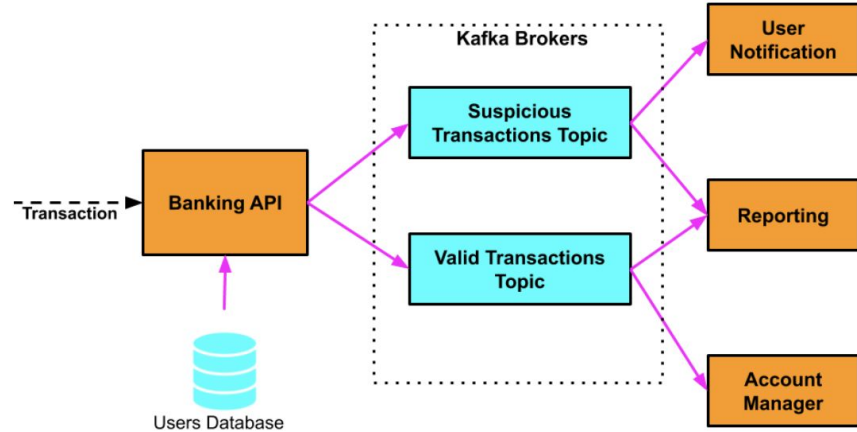 Kafka Brokers
User
Notification
Suspicious
Transactions Topic
Transaction
Banking API
Reporting
Valid Transactions
Topic
Account
Manager
Users Database